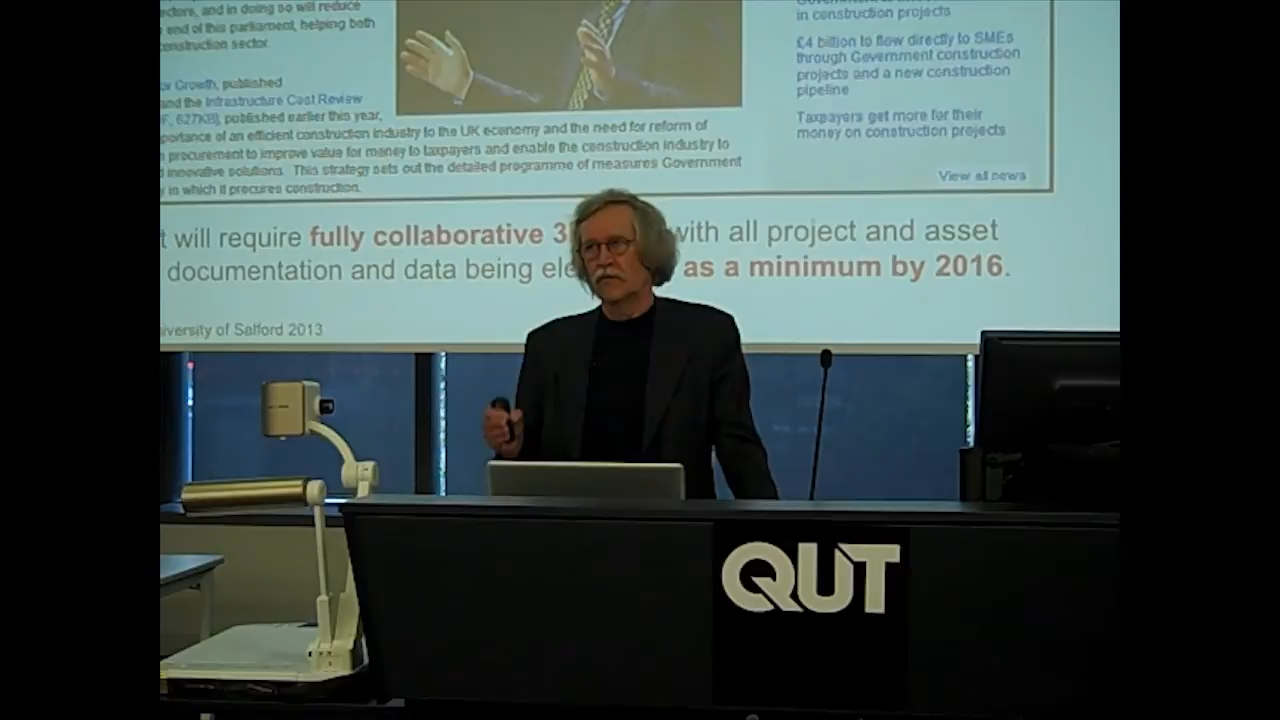 ectors, and in doing so will reduce
end of this parliament, helping both
construction sector.
or Growth, published
and the Infrastructure Cost Review
F, 627KB), published earlier this year,
portance of an efficient construction industry to the UK economy and the need for reform of
procurement to improve value for money to taxpayers and enable the construction industry to
innovative solutions. This strategy sets out the detailed programme of measures Government
in which it procures construction.
in construction projects
£4 billion to flow directly to SMEs
through Government construction
projects and a new construction
pipeline
Taxpayers get more for their
money on construction projects
View all news
t will require fully collaborative 3 with all project and asset
documentation and data being ele as a minimum by 2016.
iversity of Salford 2013
QUT